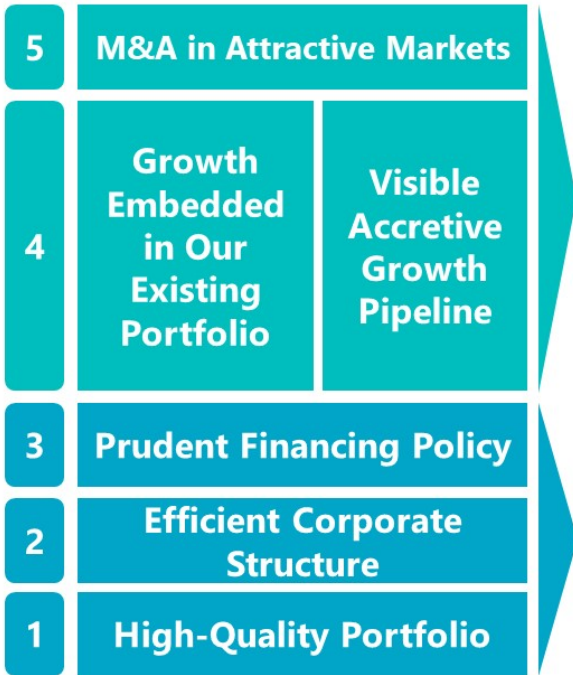 5
M&A in Attractive Markets
4
Growth
Embedded
in Our
Existing
Portfolio
Visible
Accretive
Growth
Pipeline
3
Prudent Financing Policy
2
Efficient Corporate
Structure
1
High-Quality Portfolio